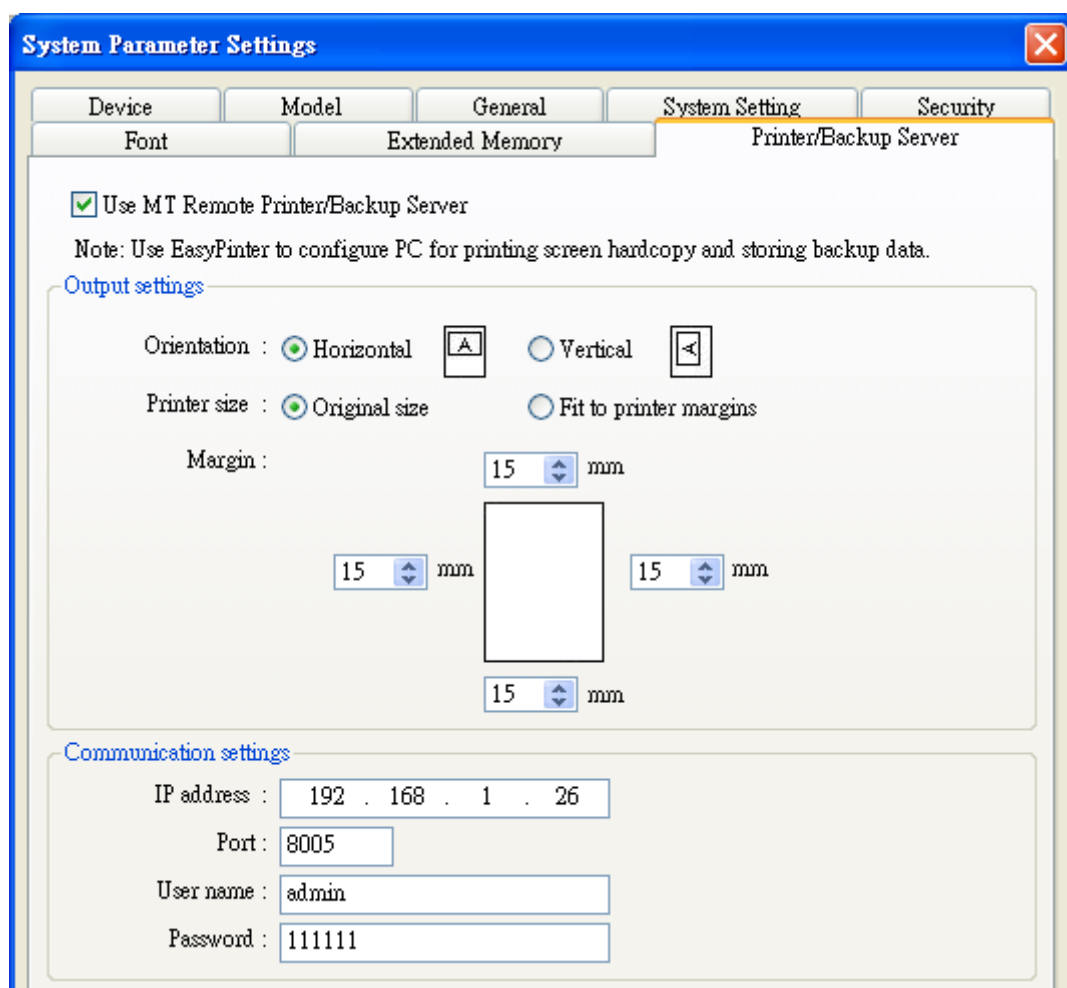 System Parameter Settings
Device Model General System Setting Security
Font Extended Memory Printer/Backup Server
Use MT Remote Printer/Backup Server
Note: Use EasyPinter to configure PC for printing screen hardcopy and storing backup data.
Output settings
Orientation : Horizontal A Vertical A
Printer size : Original size Fit to printer margins
Margin : 15 mm
15 mm 15 mm
15 mm
Communication settings
IP address : 192 . 168 . 1 . 26
Port : 8005
User name : admin
Password : 111111